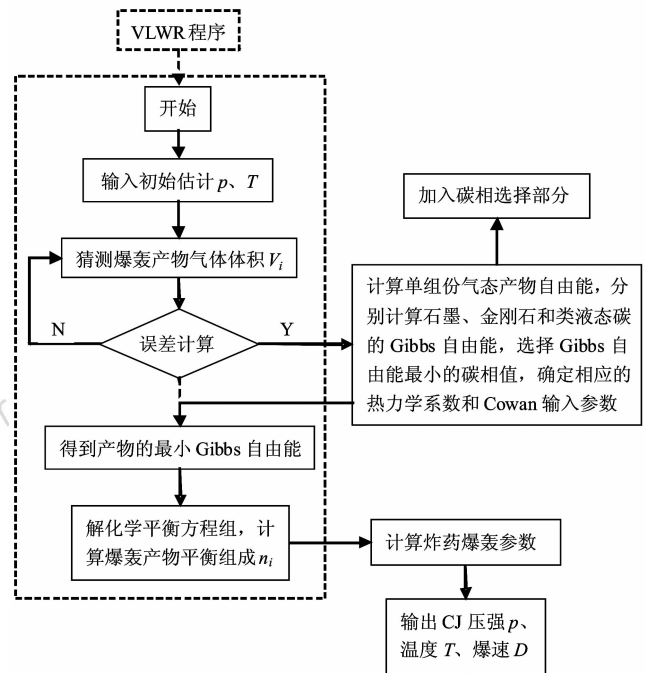 VLWR 程序
开始
输入初始估计 p、T
猜测爆轰产物气体体积 Vi
N
误差计算
Y
加入碳相选择部分
计算单组份气态产物自由能，分
别计算石墨、金刚石和类液态碳
的 Gibbs 自由能，选择 Gibbs 自
由能最小的碳相值，确定相应的
热力学系数和 Cowan 输入参数
得到产物的最小 Gibbs 自由能
解化学平衡方程组，计
算爆轰产物平衡组成 ni
计算炸药爆轰参数
输出 CJ 压强 p、
温度 T、爆速 D